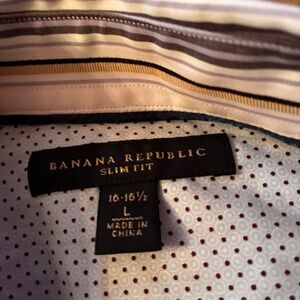 BANANA REPUBLIC
SLIM FIT
16-16½
L
MADE IN
CHINA